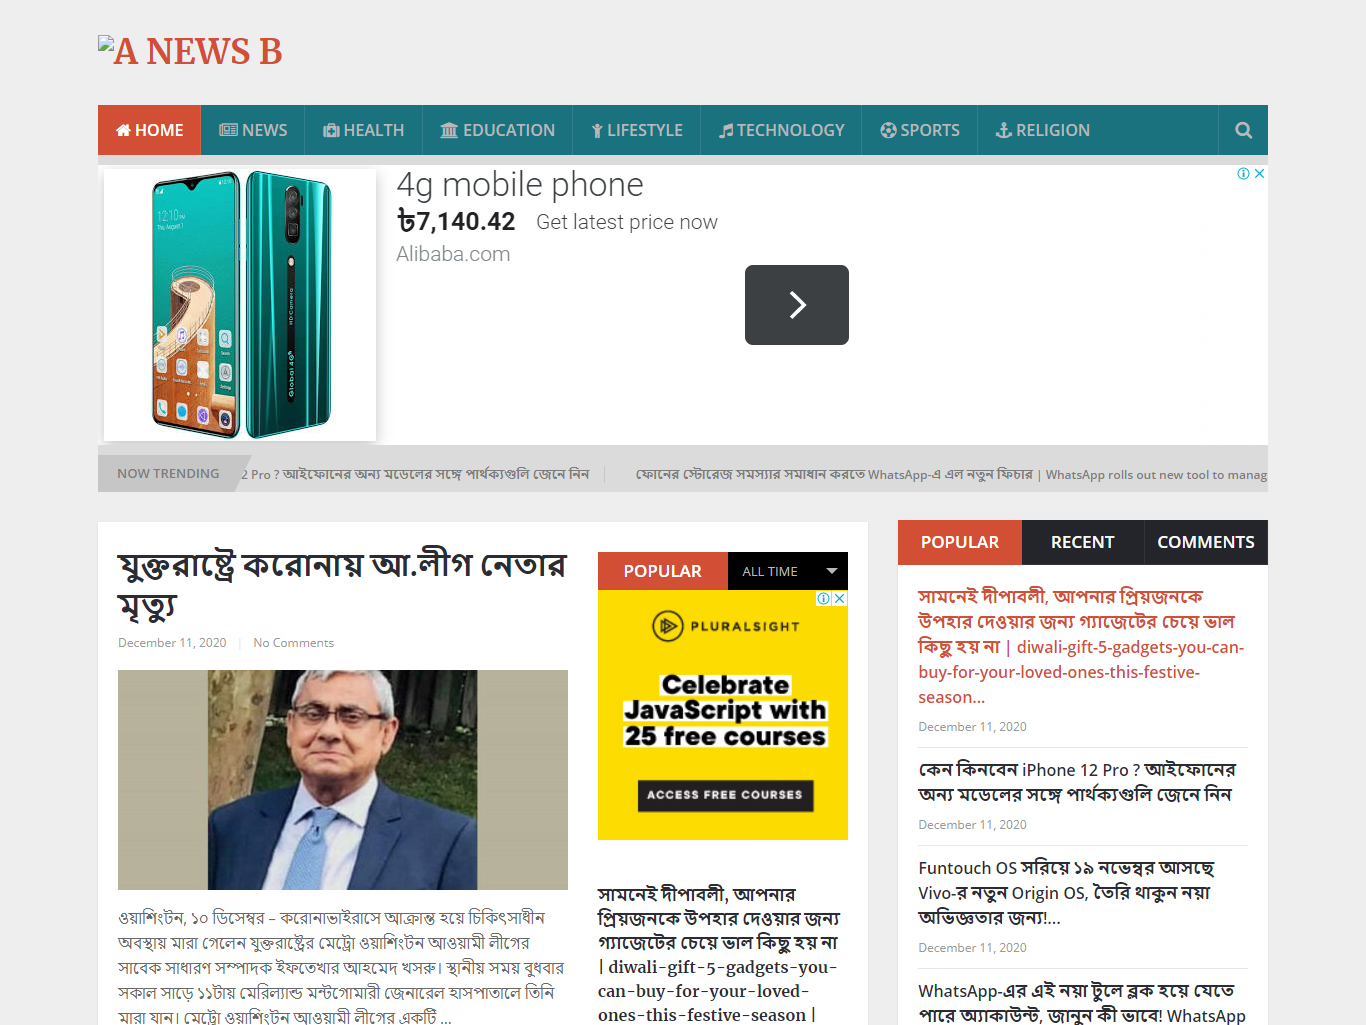 A NEWS B
HOME NEWS HEALTH EDUCATION LIFESTYLE TECHNOLOGY SPORTS RELIGION
4g mobile phone
৳7,140.42 Get latest price now
Alibaba.com
12:10
HD Camera
Global 4G
NOW TRENDING 2 Pro ? আইফোনের অন্য মডেলের সঙ্গে পার্থক্যগুলি জেনে নিন ফোনের স্টোরেজ সমস্যার সমাধান করতে WhatsApp-এ এল নতুন ফিচার | WhatsApp rolls out new tool to manag
যুক্তরাষ্ট্রে করোনায় আ.লীগ নেতার
মৃত্যু
December 11, 2020 No Comments
ওয়াশিংটন, ১০ ডিসেম্বর – করোনাভাইরাসে আক্রান্ত হয়ে চিকিৎসাধীন
অবস্থায় মারা গেলেন যুক্তরাষ্ট্রের মেট্রো ওয়াশিংটন আওয়ামী লীগের
সাবেক সাধারণ সম্পাদক ইফতেখার আহমেদ খসরু। স্থানীয় সময় বুধবার
সকাল সাড়ে ১১টায় মেরিল্যান্ড মন্টগোমারী জেনারেল হাসপাতালে তিনি
মারা যান। মেট্রো ওয়াশিংটন আওয়ামী লীগের একটি ...
POPULAR ALL TIME
PLURALSIGHT
Celebrate
JavaScript with
25 free courses
ACCESS FREE COURSES
সামনেই দীপাবলী, আপনার
প্রিয়জনকে উপহার দেওয়ার জন্য
গ্যাজেটের চেয়ে ভাল কিছু হয় না
| diwali-gift-5-gadgets-you-
can-buy-for-your-loved-
ones-this-festive-season |
POPULAR RECENT COMMENTS
সামনেই দীপাবলী, আপনার প্রিয়জনকে
উপহার দেওয়ার জন্য গ্যাজেটের চেয়ে ভাল
কিছু হয় না | diwali-gift-5-gadgets-you-can-
buy-for-your-loved-ones-this-festive-
season...
December 11, 2020
কেন কিনবেন iPhone 12 Pro ? আইফোনের
অন্য মডেলের সঙ্গে পার্থক্যগুলি জেনে নিন
December 11, 2020
Funtouch OS সরিয়ে ১৯ নভেম্বর আসছে
Vivo-র নতুন Origin OS, তৈরি থাকুন নয়া
অভিজ্ঞতার জন্য!...
December 11, 2020
WhatsApp-এর এই নয়া টুলে ব্লক হয়ে যেতে
পারে অ্যাকাউন্ট, জানুন কী ভাবে! WhatsApp